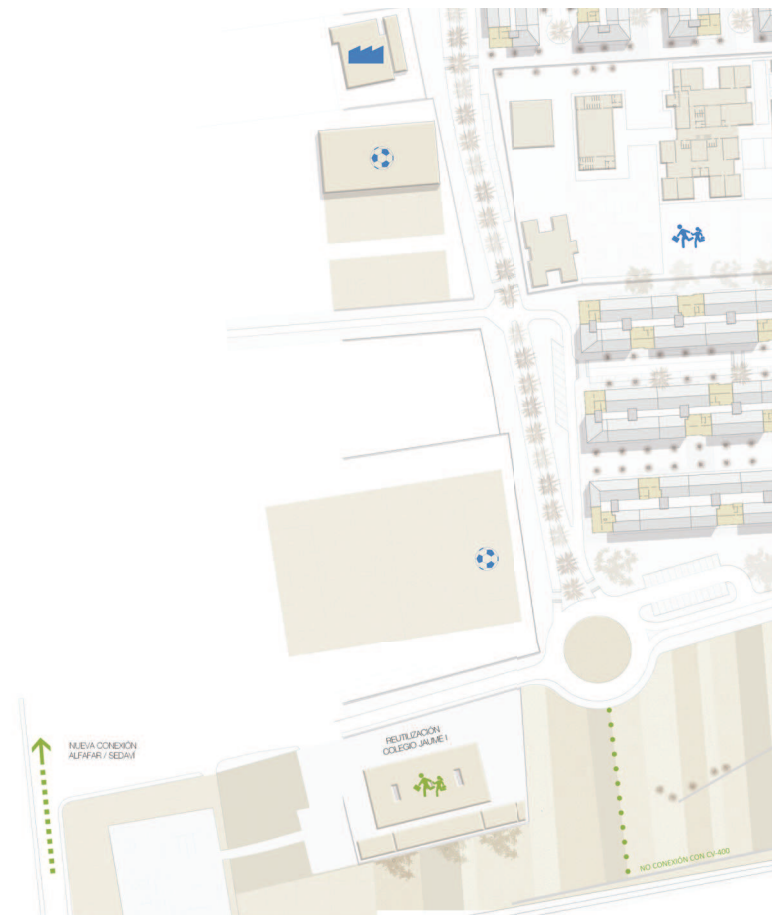 NUEVA CONEXIÓN
ALFAFAR / SEDAVÍ
REUTILIZACIÓN
COLEGIO JAUME I
NO CONEXIÓN CON CV-400